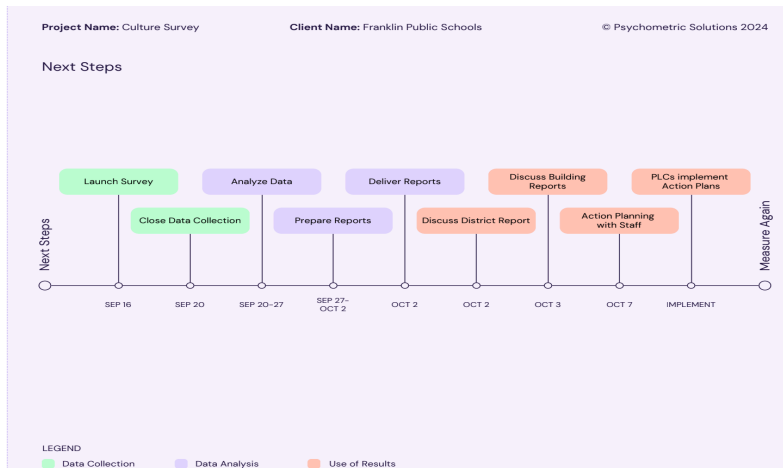 Project Name: Culture Survey
Client Name: Franklin Public Schools
© Psychometric Solutions 2024
Next Steps
Launch Survey
Analyze Data
Deliver Reports
Discuss Building
Reports
PLCs implement
Action Plans
Close Data Collection
Prepare Reports
Discuss District Report
Action Planning
with Staff
Next Steps
Measure Again
SEP 16
SEP 20
SEP 20-27
SEP 27-
OCT 2
OCT 2
OCT 2
OCT 3
OCT 7
IMPLEMENT
LEGEND
Data Collection
Data Analysis
Use of Results